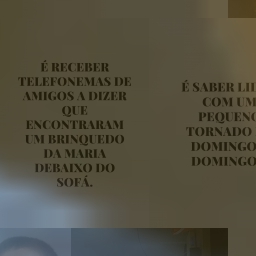 É RECEBER
TELEFONEMAS DE
AMIGOS A DIZER
QUE
ENCONTRARAM
UM BRINQUEDO
DA MARIA
DEBAIXO DO
SOFÁ.
É SABER
COM UM
PEQUENO
TORNADO
DOMINGO
DOMINGO